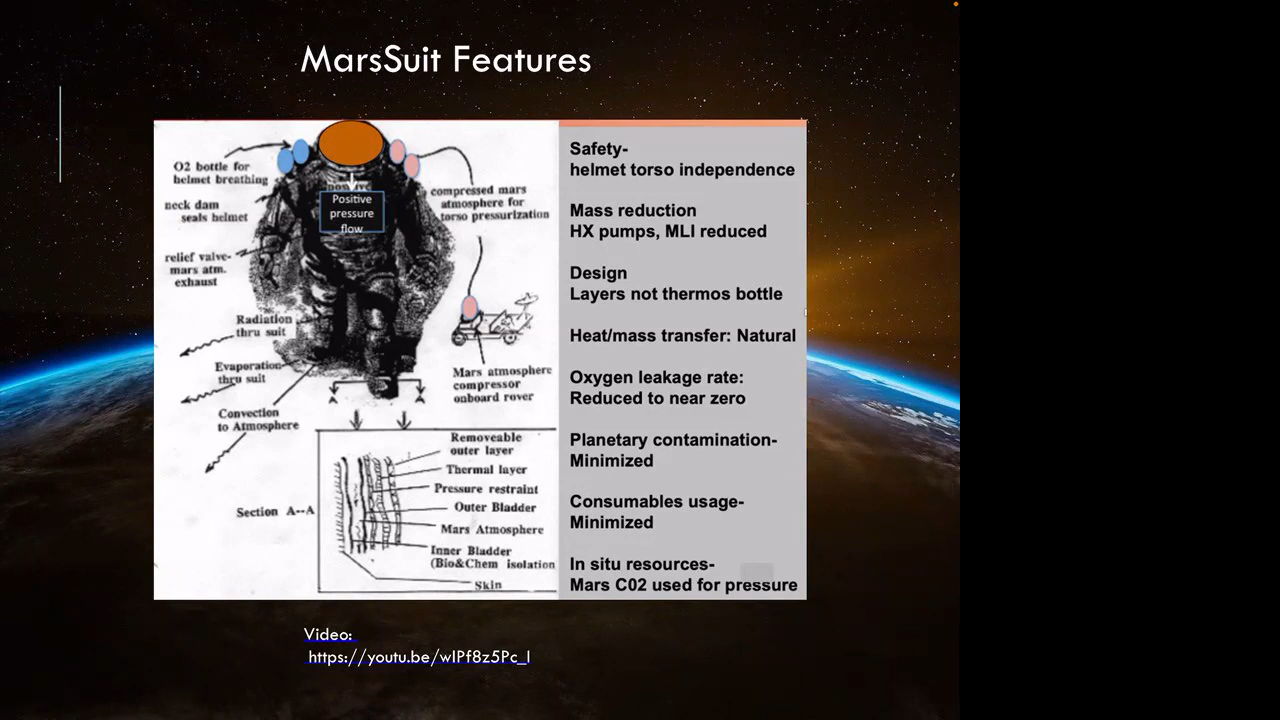 MarsSuit Features
O2 bottle for
helmet breathing
neck dam
seals helmet
relief valve-
mars atm.
exhaust
Radiation
thru suit
Evaporation
thru suit
Convection
to Atmosphere
positive
Positive
pressure
flow
compressed mars
atmosphere for
torso pressurization
Mars atmosphere
compressor
onboard rover
A
A
Section A--A
Removeable
outer layer
Thermal layer
Pressure restraint
Outer Bladder
Mars Atmosphere
Inner Bladder
(Bio&Chem isolation
Skin
Safety-
helmet torso independence
Mass reduction
HX pumps, MLI reduced
Design
Layers not thermos bottle
Heat/mass transfer: Natural
Oxygen leakage rate:
Reduced to near zero
Planetary contamination-
Minimized
Consumables usage-
Minimized
In situ resources-
Mars C02 used for pressure
Video:
https://youtu.be/wIPf8z5Pc_I